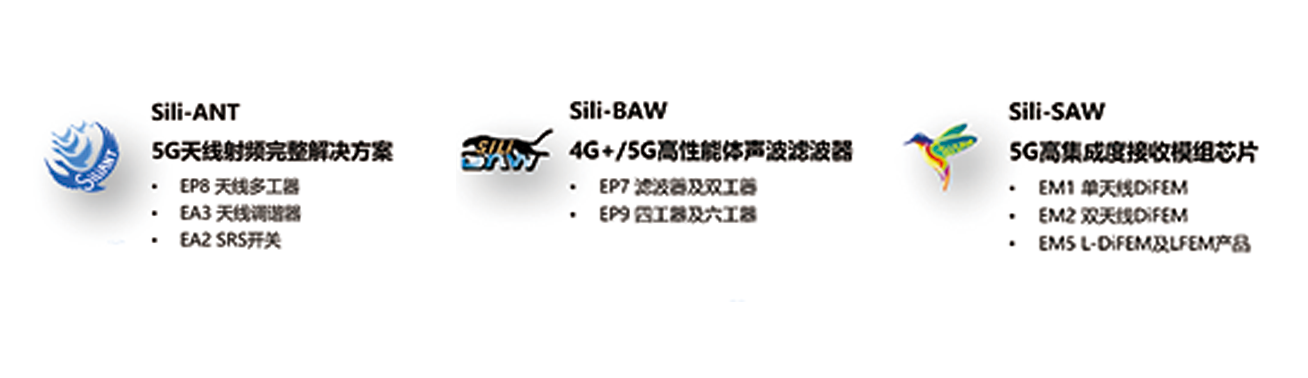 Sili-ANT
5G天线射频完整解决方案
• EP8 天线多工器
• EA3 天线调谐器
• EA2 SRS开关
SiliANT
Sili-BAW
4G+/5G高性能体声波滤波器
• EP7 滤波器及双工器
• EP9 四工器及六工器
SILI
BAW
Sili-SAW
5G高集成度接收模组芯片
• EM1 单天线DiFEM
• EM2 双天线DiFEM
• EM5 L-DiFEM及LFEM产品